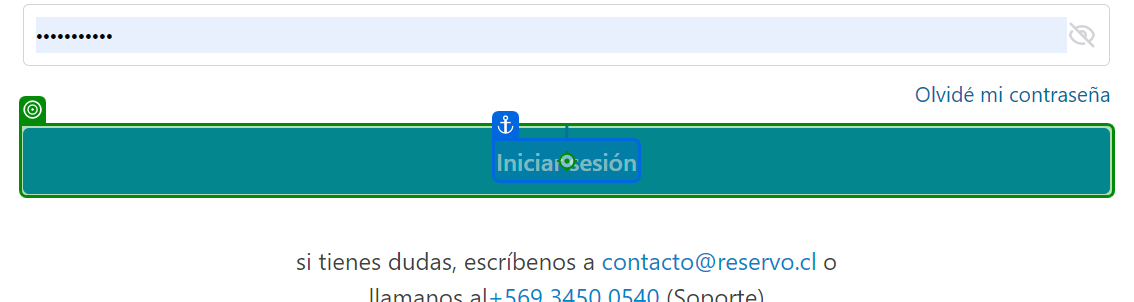 •••••••••••
Olvidé mi contraseña
Iniciar sesión
si tienes dudas, escríbenos a contacto@reservo.cl o
llamanos al+569 3450 0540 (Soporte)